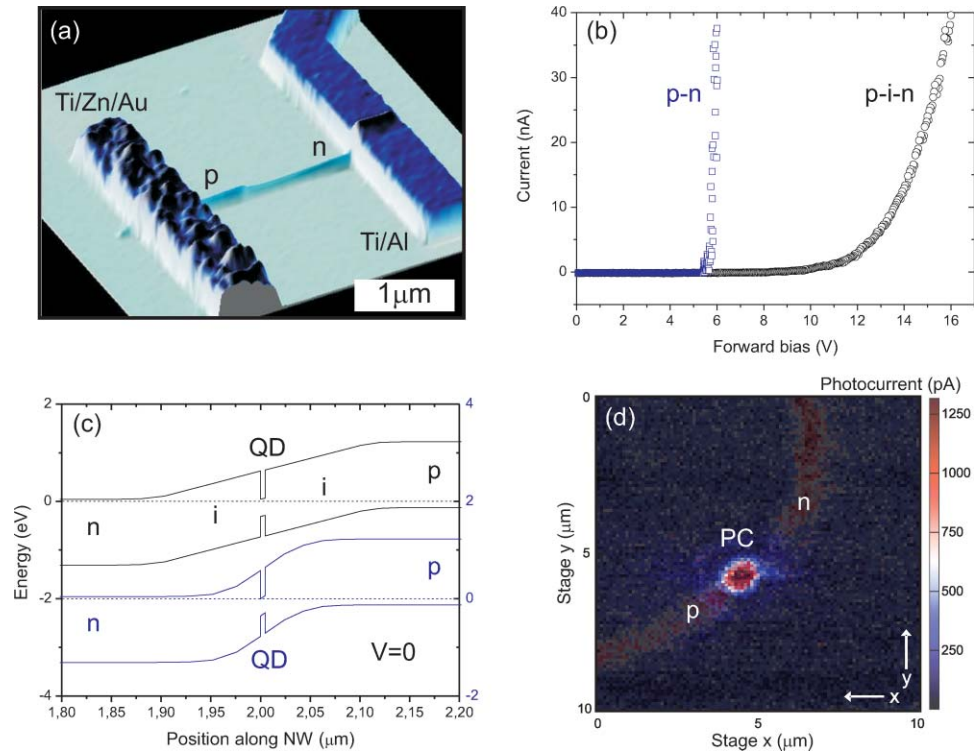 (a)
Ti/Zn/Au
p
n
Ti/Al
1μm
(b)
40
30
20
10
0
Current (nA)
p-n
p-i-n
0 2 4 6 8 10 12 14 16
Forward bias (V)
(c)
2
0
-2
-4
Energy (eV)
4
2
0
-2
QD
p
i
i
n
p
n
QD
V=0
1,80 1,90 1,95 2,00 2,05 2,10 2,15 2,20
Position along NW (μm)
Photocurrent (pA)
(d)
0
5
10
Stage y (μm)
n
PC
p
y
x
0 5 10
Stage x (μm)
1250
1000
750
500
250